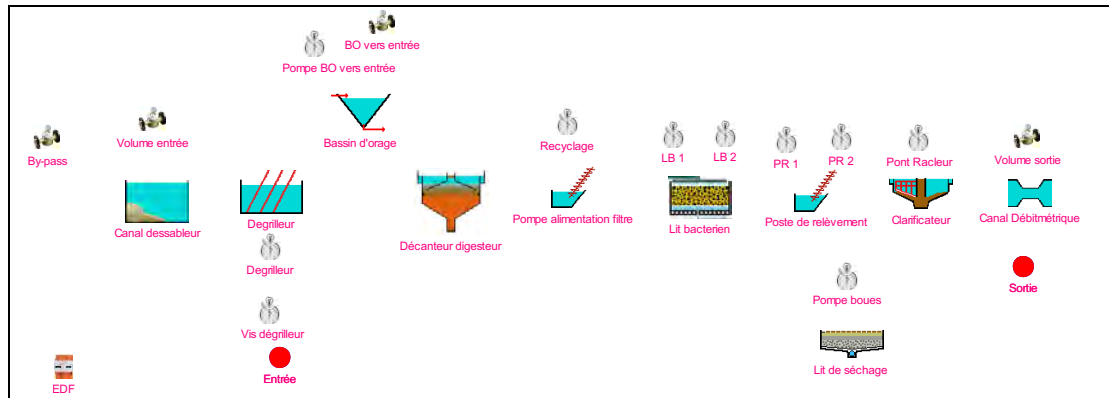 BO vers entrée
Pompe BO vers entrée
Volume entrée
By-pass
Bassin d'orage
Recyclage
LB 1
LB 2
PR 1
PR 2
Pont Racleur
Volume sortie
Canal dessableur
Degrilleur
Décanteur digesteur
Pompe alimentation filtre
Lit bacterien
Poste de relèvement
Clarificateur
Canal Débitmétrique
Degrilleur
Sortie
Pompe boues
Vis dégrilleur
Entrée
Lit de séchage
EDF